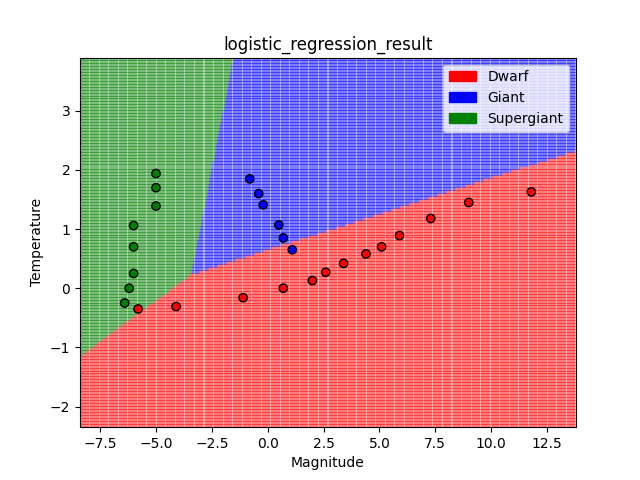 logistic_regression_result
Dwarf
Giant
Supergiant
Temperature
3
2
1
0
−1
−2
−7.5 −5.0 −2.5 0.0 2.5 5.0 7.5 10.0 12.5
Magnitude